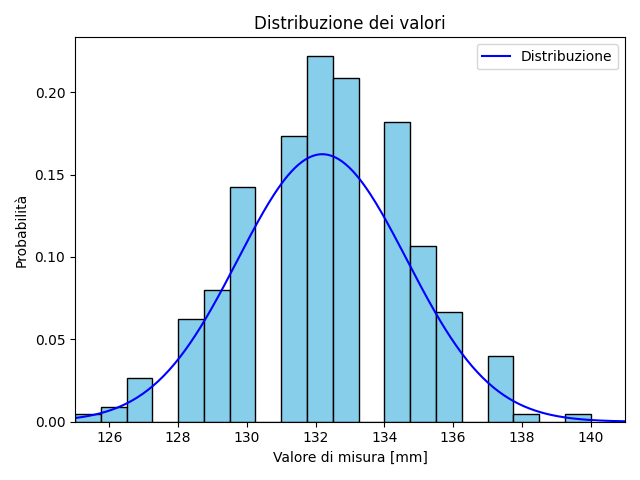 Distribuzione dei valori
Distribuzione
Probabilità
0.20
0.15
0.10
0.05
0.00
126 128 130 132 134 136 138 140
Valore di misura [mm]